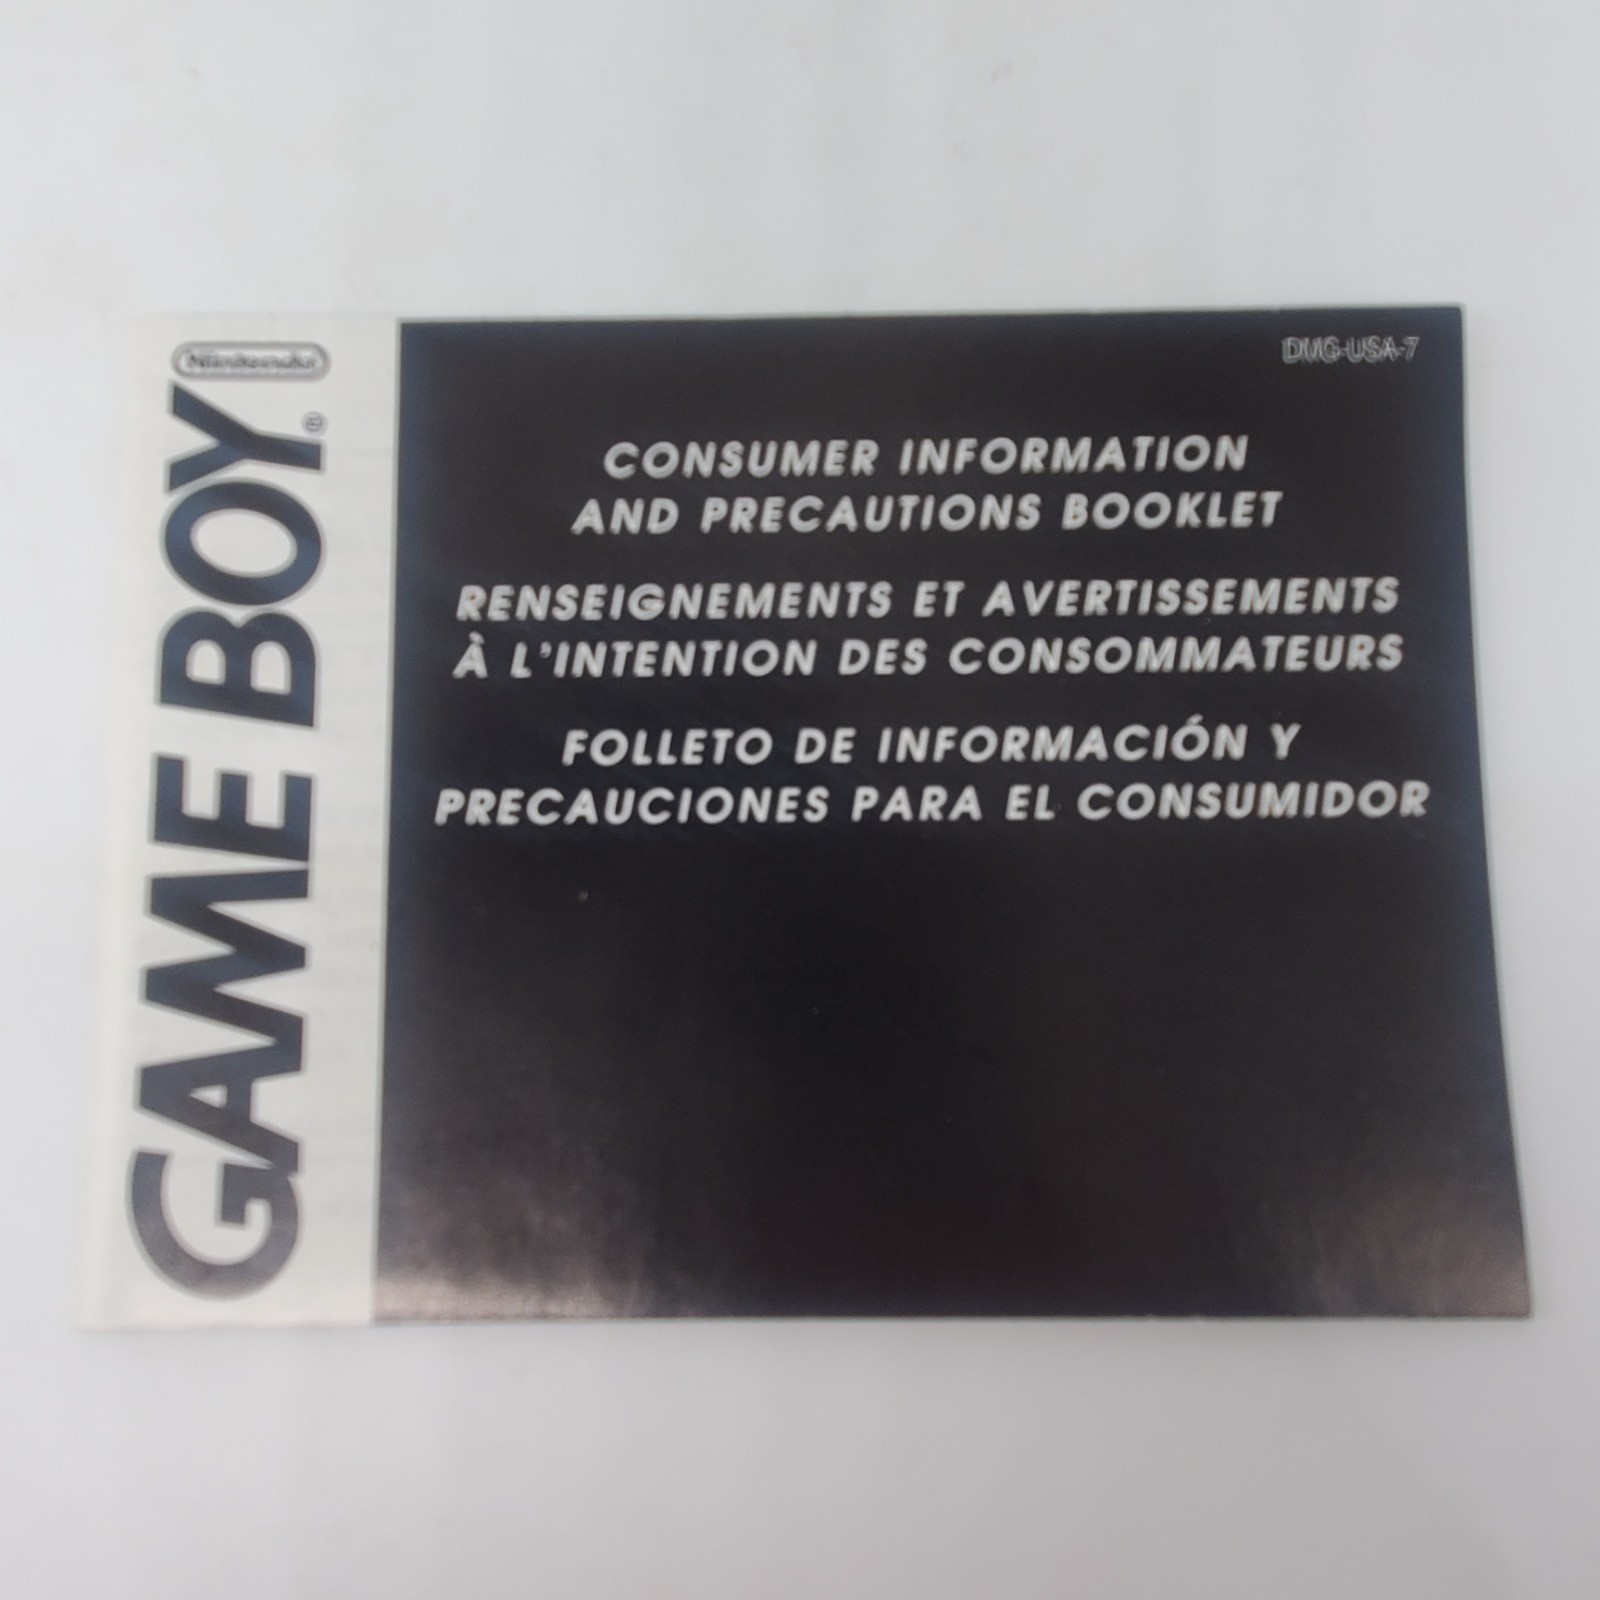 Nintendo
GAME BOY®
DMG-USA-7
CONSUMER INFORMATION
AND PRECAUTIONS BOOKLET
RENSEIGNEMENTS ET AVERTISSEMENTS
À L'INTENTION DES CONSOMMATEURS
FOLLETO DE INFORMACIÓN Y
PRECAUCIONES PARA EL CONSUMIDOR